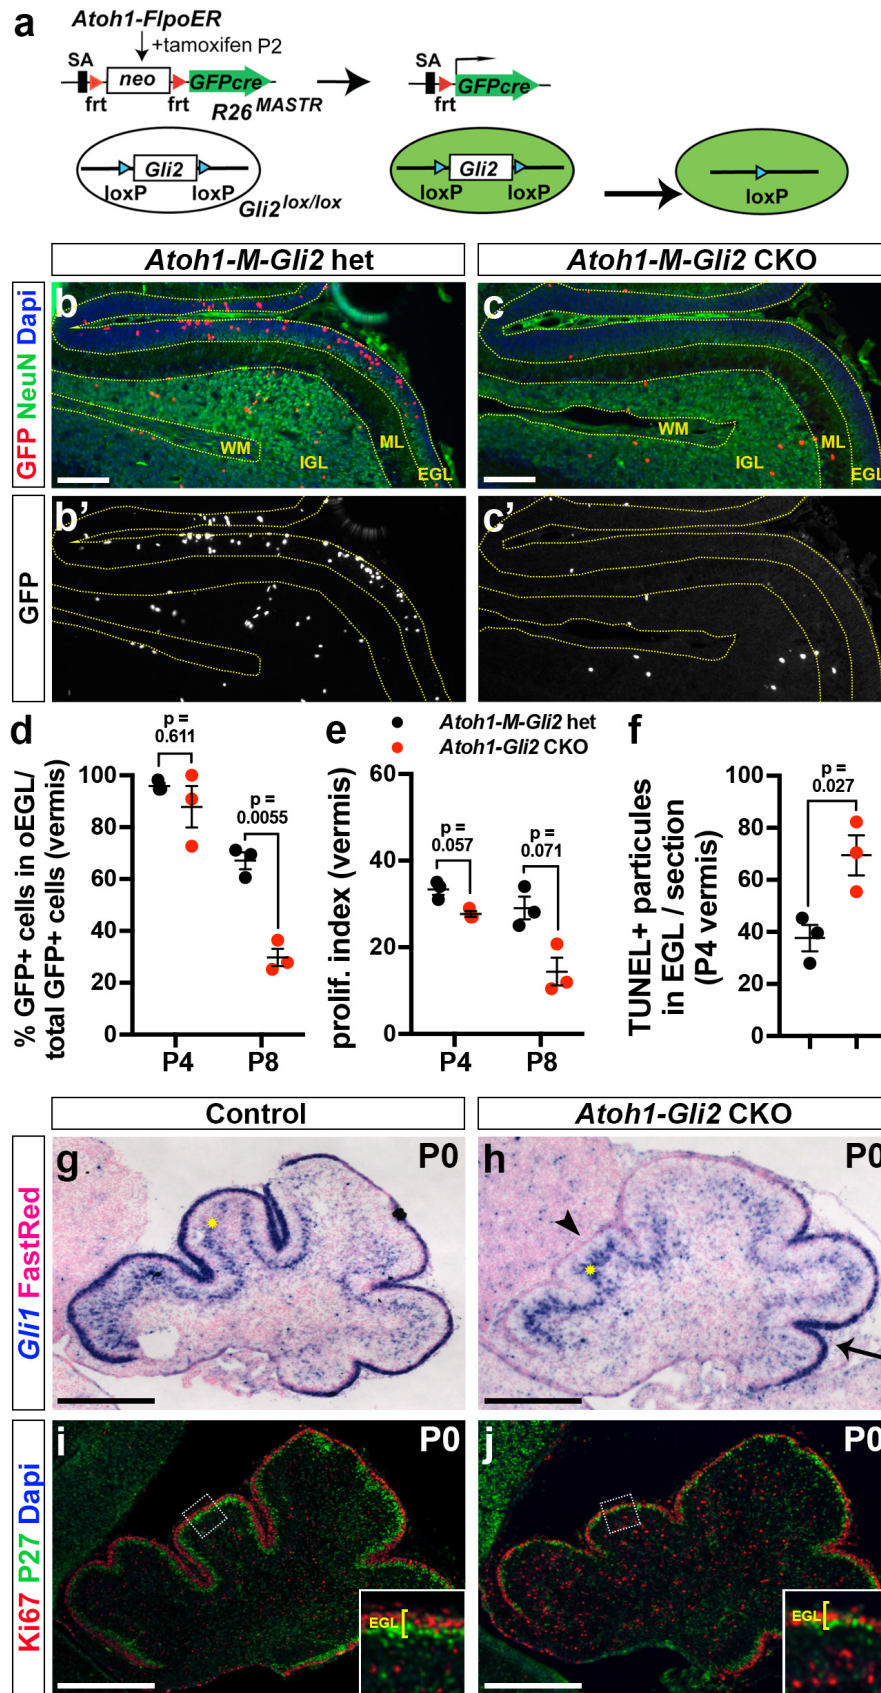 a
Atoh1-FlpoER
+tamoxifen P2
SA
neo
GFPcre
frt
frt
R26 MASTR
SA
GFPcre
frt
Gli2
loxP
loxP
Gli2 lox/lox
Gli2
loxP
loxP
loxP
Atoh1-M-Gli2 het
Atoh1-M-Gli2 CKO
GFP NeuN Dapi
b
WM
IGL
ML
EGL
c
WM
IGL
ML
EGL
GFP
b'
c'
d
% GFP+ cells in oEGL/
total GFP+ cells (vermis)
p =
0.611
p =
0.0055
100
80
60
40
20
0
P4
P8
e
Atoh1-M-Gli2 het
Atoh1-Gli2 CKO
prolif. index (vermis)
p =
0.057
p =
0.071
60
40
20
0
P4
P8
f
TUNEL+ particules
in EGL / section
(P4 vermis)
p =
0.027
100
80
60
40
20
0
Control
Atoh1-Gli2 CKO
Gli1 FastRed
g
P0
h
P0
Ki67 P27 Dapi
i
P0
EGL
j
P0
EGL